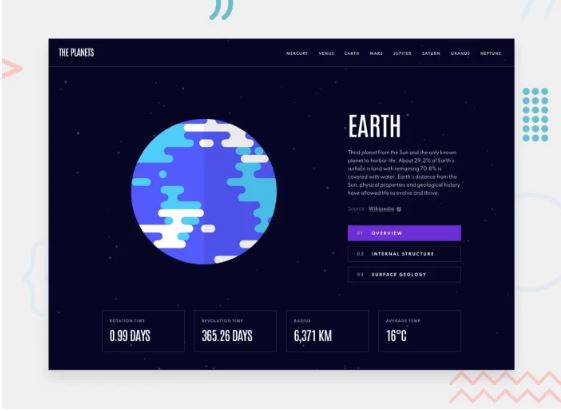 THE PLANETS
MERCURY VENUS EARTH MARS JUPITER SATURN URANUS NEPTUNE
EARTH
Third planet from the Sun and the only known
planet to harbor life. About 29.2% of Earth's
surface is land with remaining 70.8% is
covered with water. Earth's distance from the
Sun, physical properties and geological history
have allowed life to evolve and thrive.
Source : Wikipedia
01 OVERVIEW
02 INTERNAL STRUCTURE
03 SURFACE GEOLOGY
ROTATION TIME
0.99 DAYS
REVOLUTION TIME
365.26 DAYS
RADIUS
6,371 KM
AVERAGE TEMP.
16°C